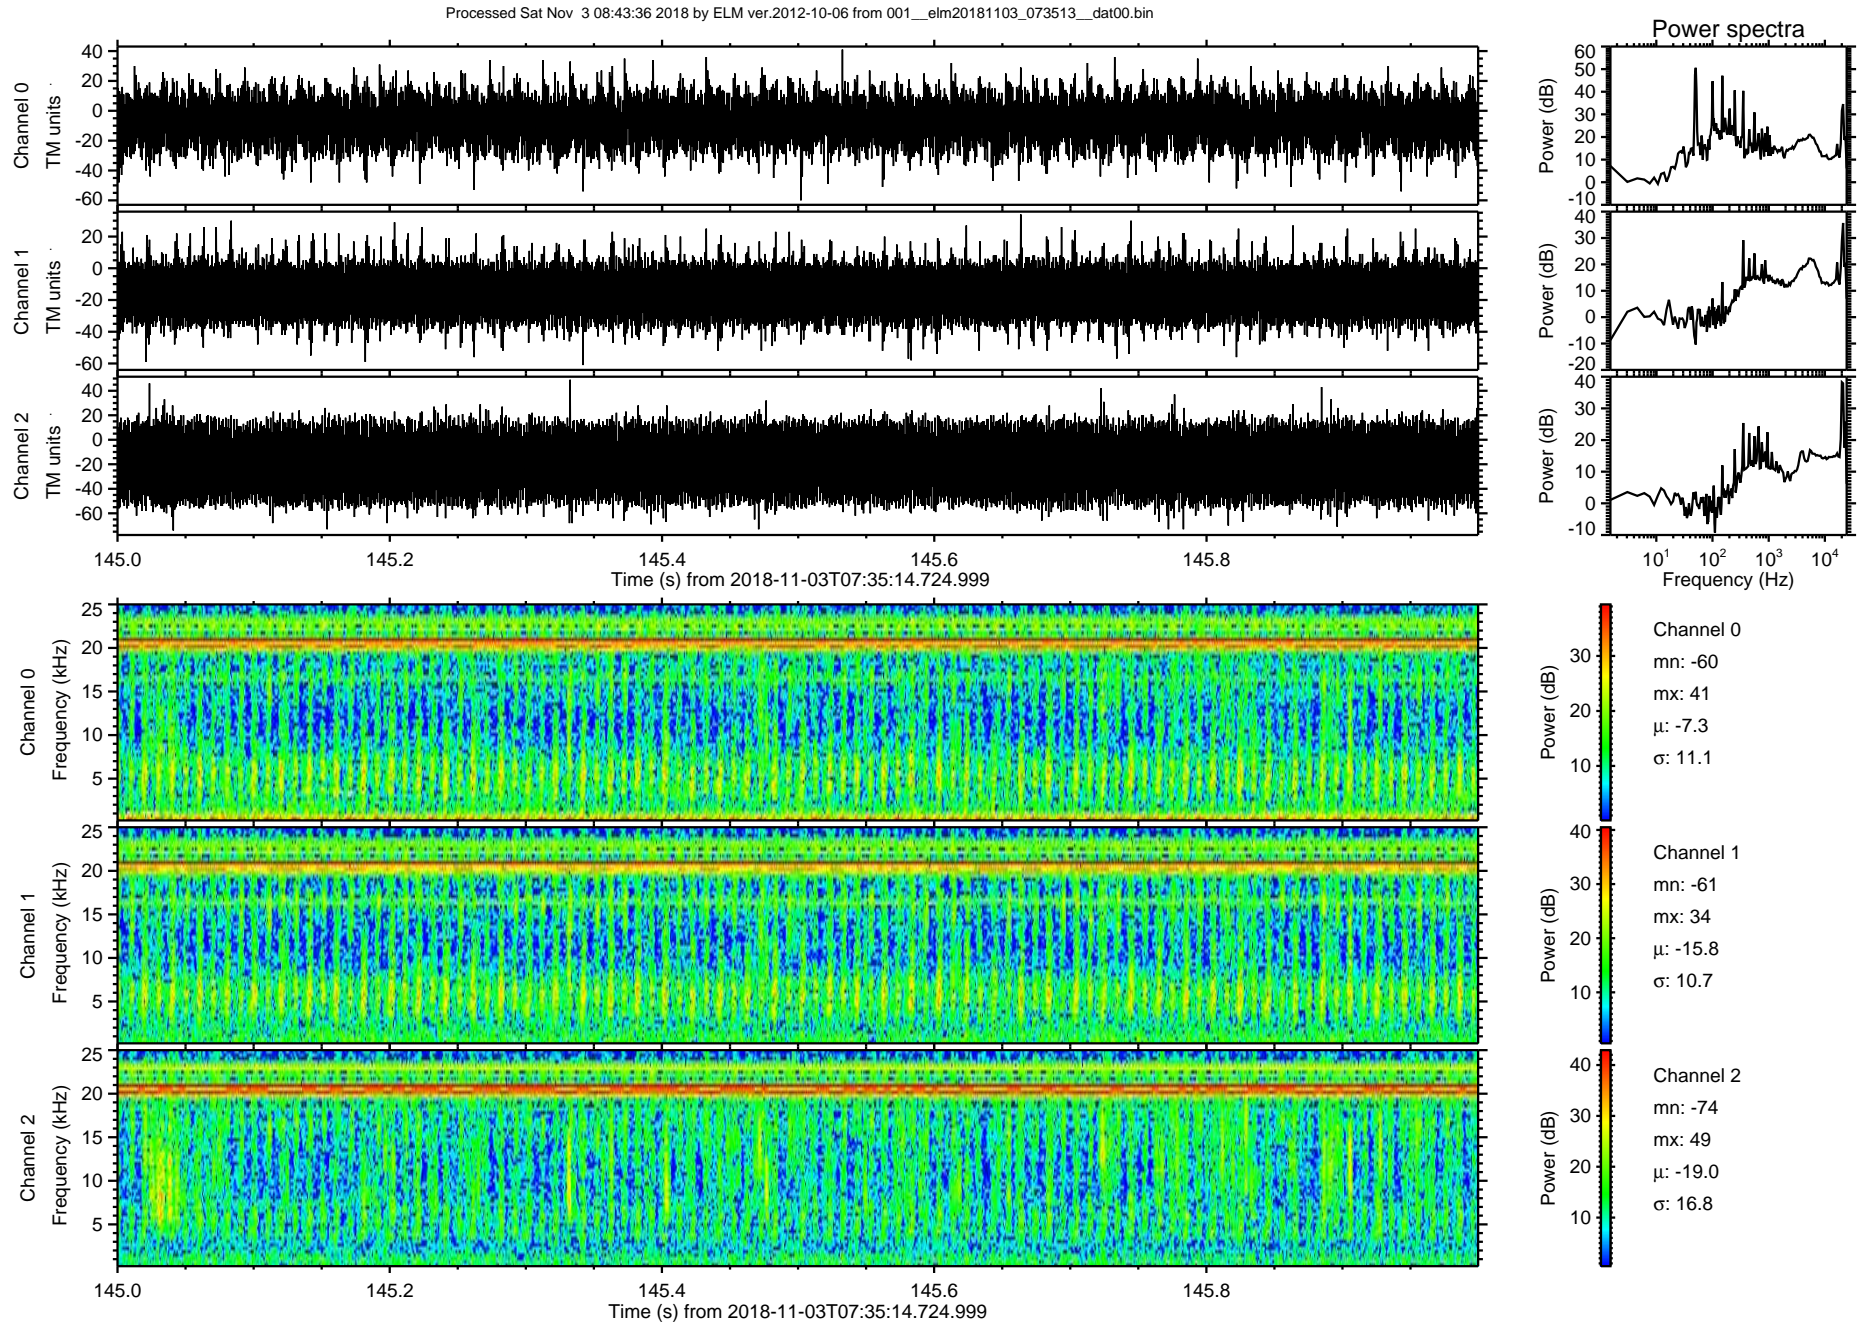 Processed Sat Nov  3 08:43:36 2018 by ELM ver.2012-10-06 from 001__elm20181103_073513__dat00.bin
Power spectra
Channel 0
TM units
40
20
0
-20
-40
-60
Power (dB)
60
50
40
30
20
10
0
-10
Channel 1
TM units
20
0
-20
-40
-60
Power (dB)
40
30
20
10
0
-10
-20
Channel 2
TM units
40
20
0
-20
-40
-60
Power (dB)
40
30
20
10
0
-10
145.0 145.2 145.4 145.6 145.8
Time (s) from 2018-11-03T07:35:14.724.999
10¹ 10² 10³ 10⁴
Frequency (Hz)
Channel 0
Frequency (kHz)
25
20
15
10
5
Power (dB)
30
20
10
Channel 0
mn: -60
mx: 41
μ: -7.3
σ: 11.1
Channel 1
Frequency (kHz)
25
20
15
10
5
Power (dB)
40
30
20
10
Channel 1
mn: -61
mx: 34
μ: -15.8
σ: 10.7
Channel 2
Frequency (kHz)
25
20
15
10
5
Power (dB)
40
30
20
10
Channel 2
mn: -74
mx: 49
μ: -19.0
σ: 16.8
145.0 145.2 145.4 145.6 145.8
Time (s) from 2018-11-03T07:35:14.724.999